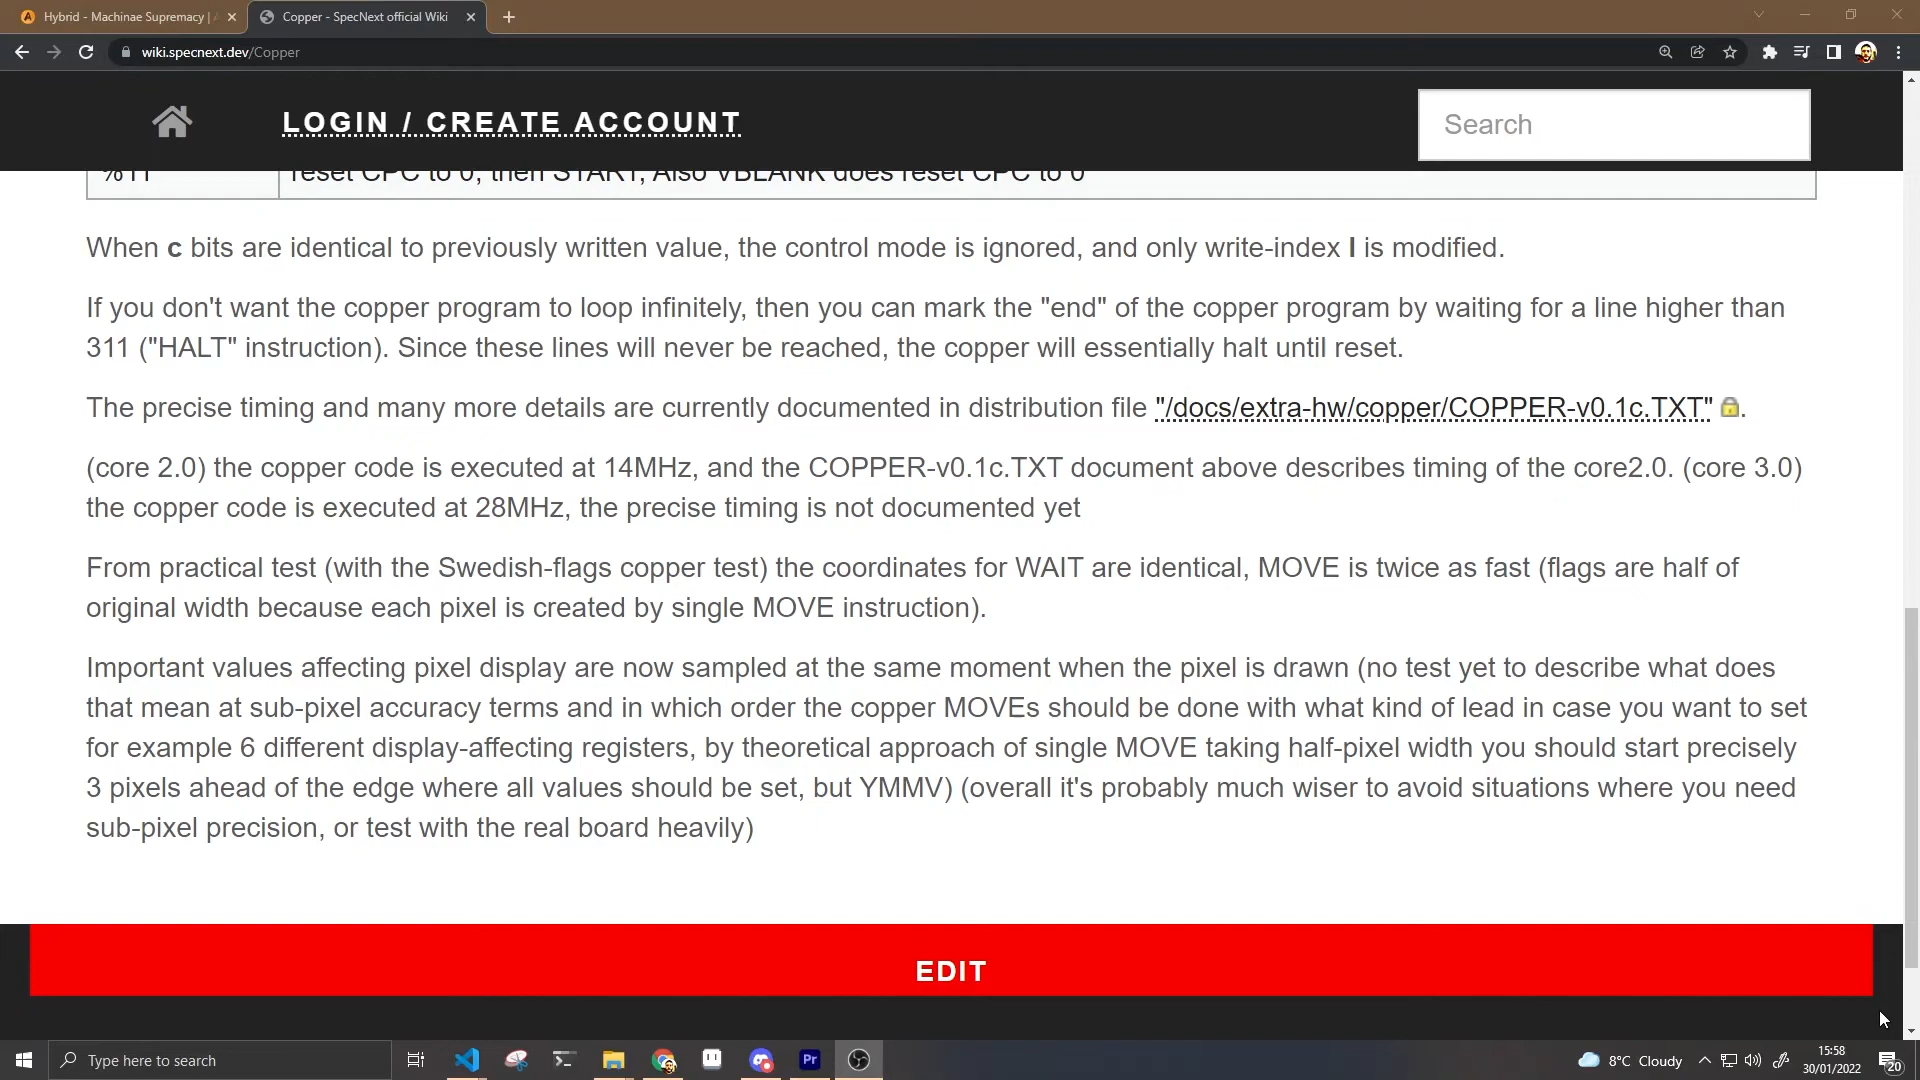 Hybrid - Machinae Supremacy |
Copper - SpecNext official Wiki
wiki.specnext.dev/Copper
LOGIN / CREATE ACCOUNT
Search
%11 reset CPC to 0, then START, Also VBLANK does reset CPC to 0
When c bits are identical to previously written value, the control mode is ignored, and only write-index I is modified.
If you don't want the copper program to loop infinitely, then you can mark the "end" of the copper program by waiting for a line higher than
311 ("HALT" instruction). Since these lines will never be reached, the copper will essentially halt until reset.
The precise timing and many more details are currently documented in distribution file "/docs/extra-hw/copper/COPPER-v0.1c.TXT" .
(core 2.0) the copper code is executed at 14MHz, and the COPPER-v0.1c.TXT document above describes timing of the core2.0. (core 3.0)
the copper code is executed at 28MHz, the precise timing is not documented yet
From practical test (with the Swedish-flags copper test) the coordinates for WAIT are identical, MOVE is twice as fast (flags are half of
original width because each pixel is created by single MOVE instruction).
Important values affecting pixel display are now sampled at the same moment when the pixel is drawn (no test yet to describe what does
that mean at sub-pixel accuracy terms and in which order the copper MOVEs should be done with what kind of lead in case you want to set
for example 6 different display-affecting registers, by theoretical approach of single MOVE taking half-pixel width you should start precisely
3 pixels ahead of the edge where all values should be set, but YMMV) (overall it's probably much wiser to avoid situations where you need
sub-pixel precision, or test with the real board heavily)
EDIT
Type here to search
Pr
8°C Cloudy
15:58
30/01/2022
20